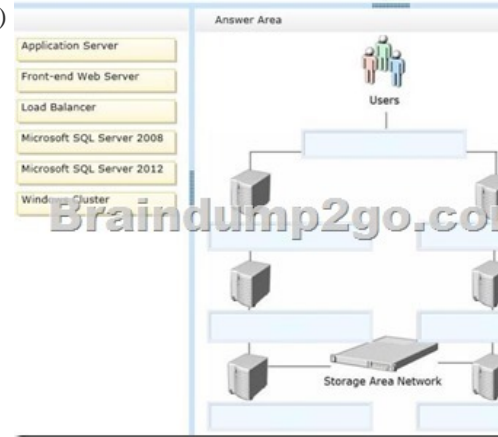 )
Answer Area
Application Server
Front-end Web Server
Load Balancer
Microsoft SQL Server 2008
Microsoft SQL Server 2012
Windows Cluster
Users
Braindump2go.co
Storage Area Network